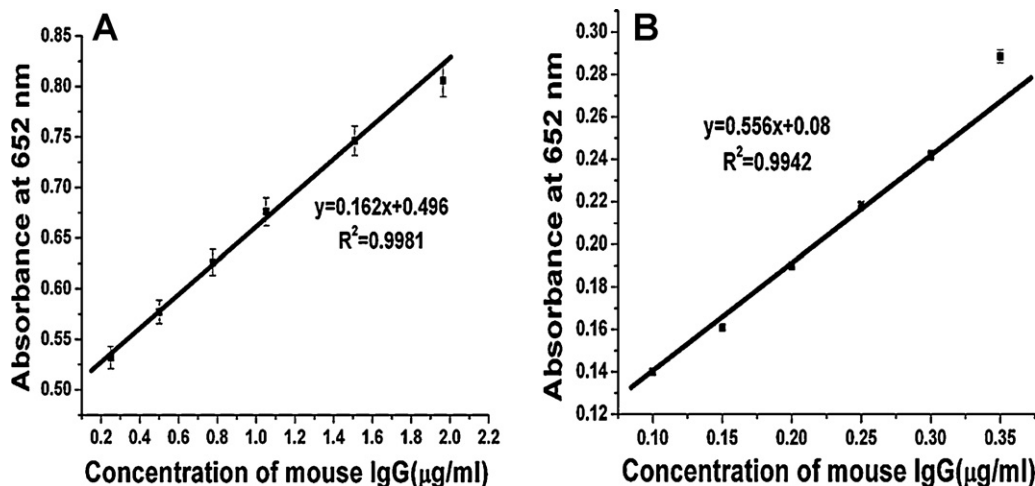 A
Absorbance at 652 nm
0.85
0.80
0.75
0.70
0.65
0.60
0.55
0.50
y=0.162x+0.496
R²=0.9981
0.2 0.4 0.6 0.8 1.0 1.2 1.4 1.6 1.8 2.0 2.2
Concentration of mouse IgG(μg/ml)
B
Absorbance at 652 nm
0.30
0.28
0.26
0.24
0.22
0.20
0.18
0.16
0.14
0.12
y=0.556x+0.08
R²=0.9942
0.10 0.15 0.20 0.25 0.30 0.35
Concentration of mouse IgG(μg/ml)